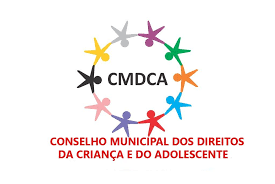 CMDCA
CONSELHO MUNICIPAL DOS DIREITOS
DA CRIANÇA E DO ADOLESCENTE